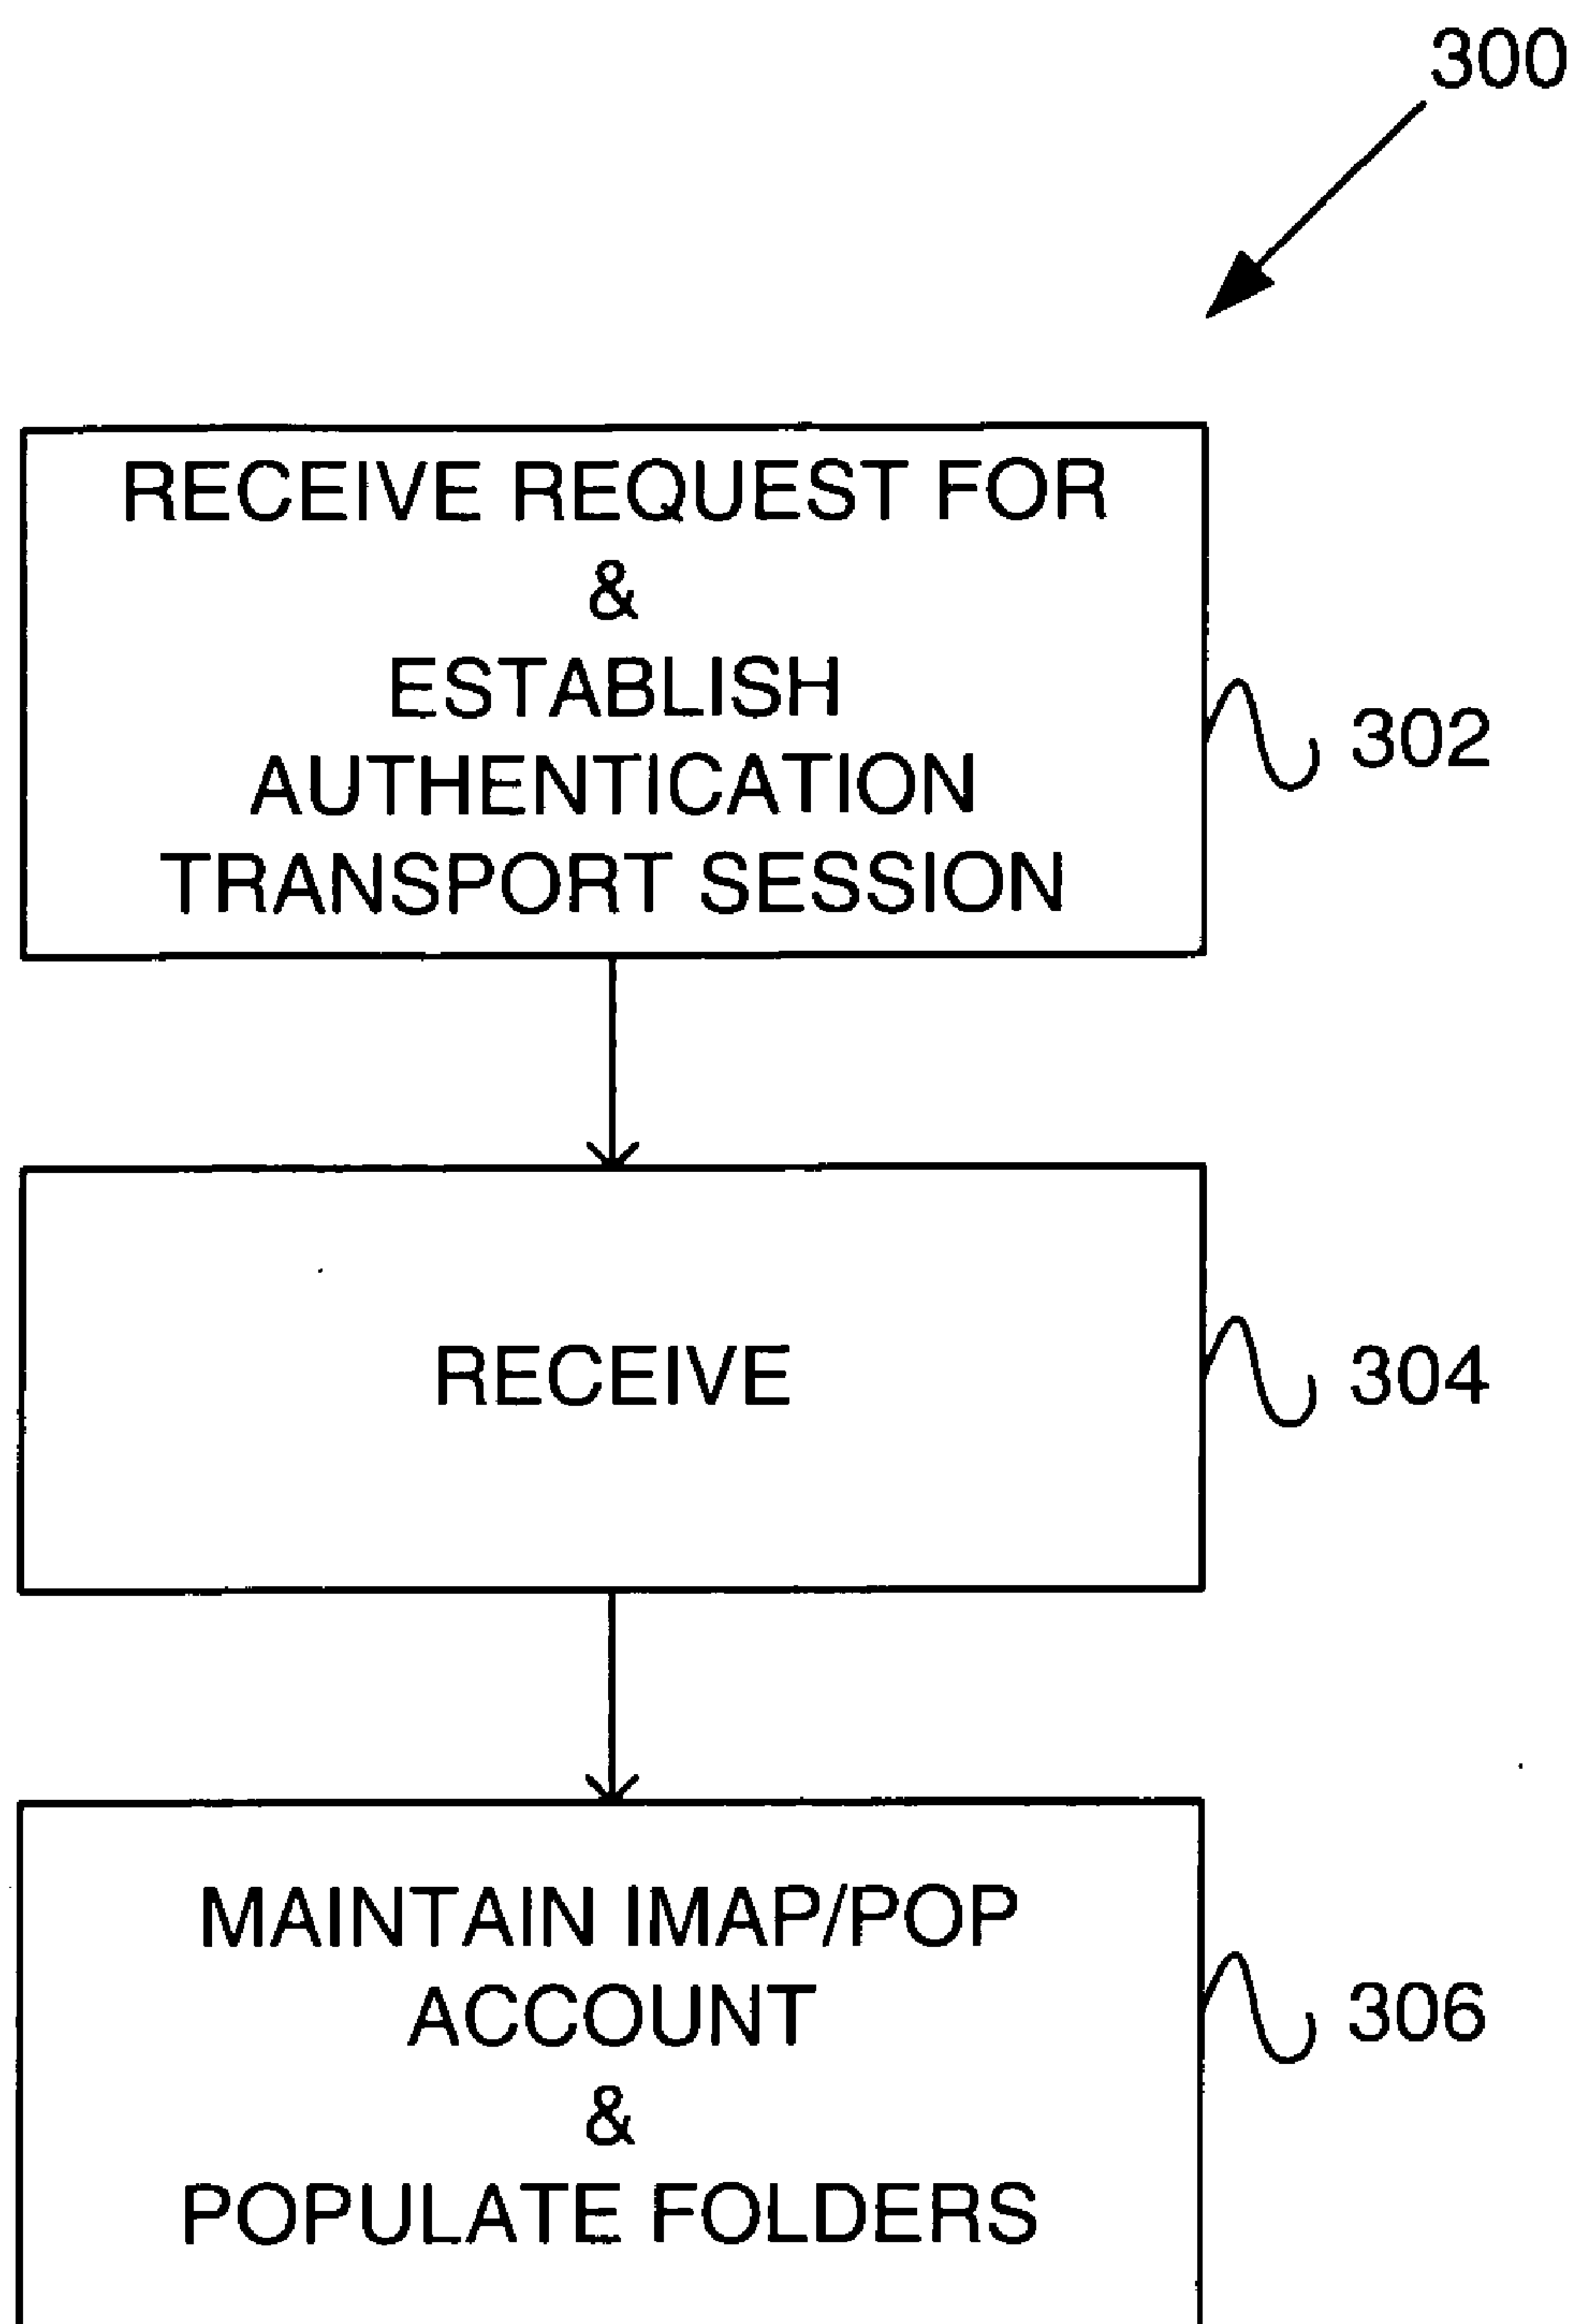 300
RECEIVE REQUEST FOR
&
ESTABLISH
AUTHENTICATION
TRANSPORT SESSION
302
RECEIVE
304
MAINTAIN IMAP/POP
ACCOUNT
&
POPULATE FOLDERS
306